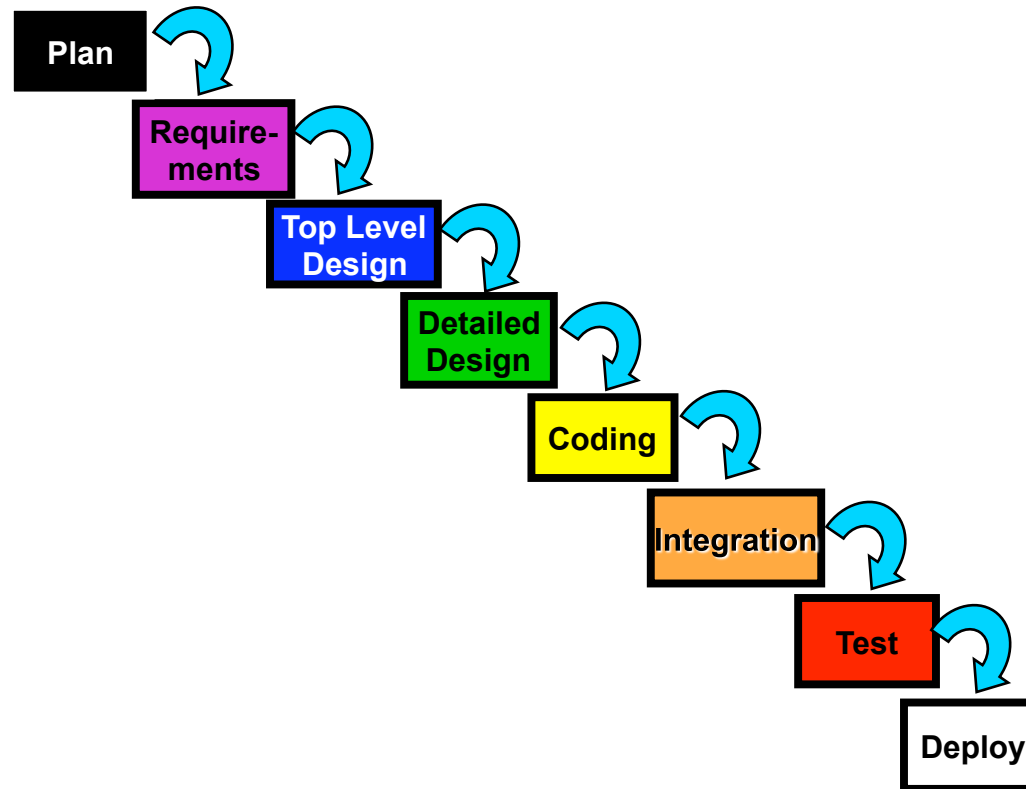 Plan
Require-
ments
Top Level
Design
Detailed
Design
Coding
Integration
Test
Deploy